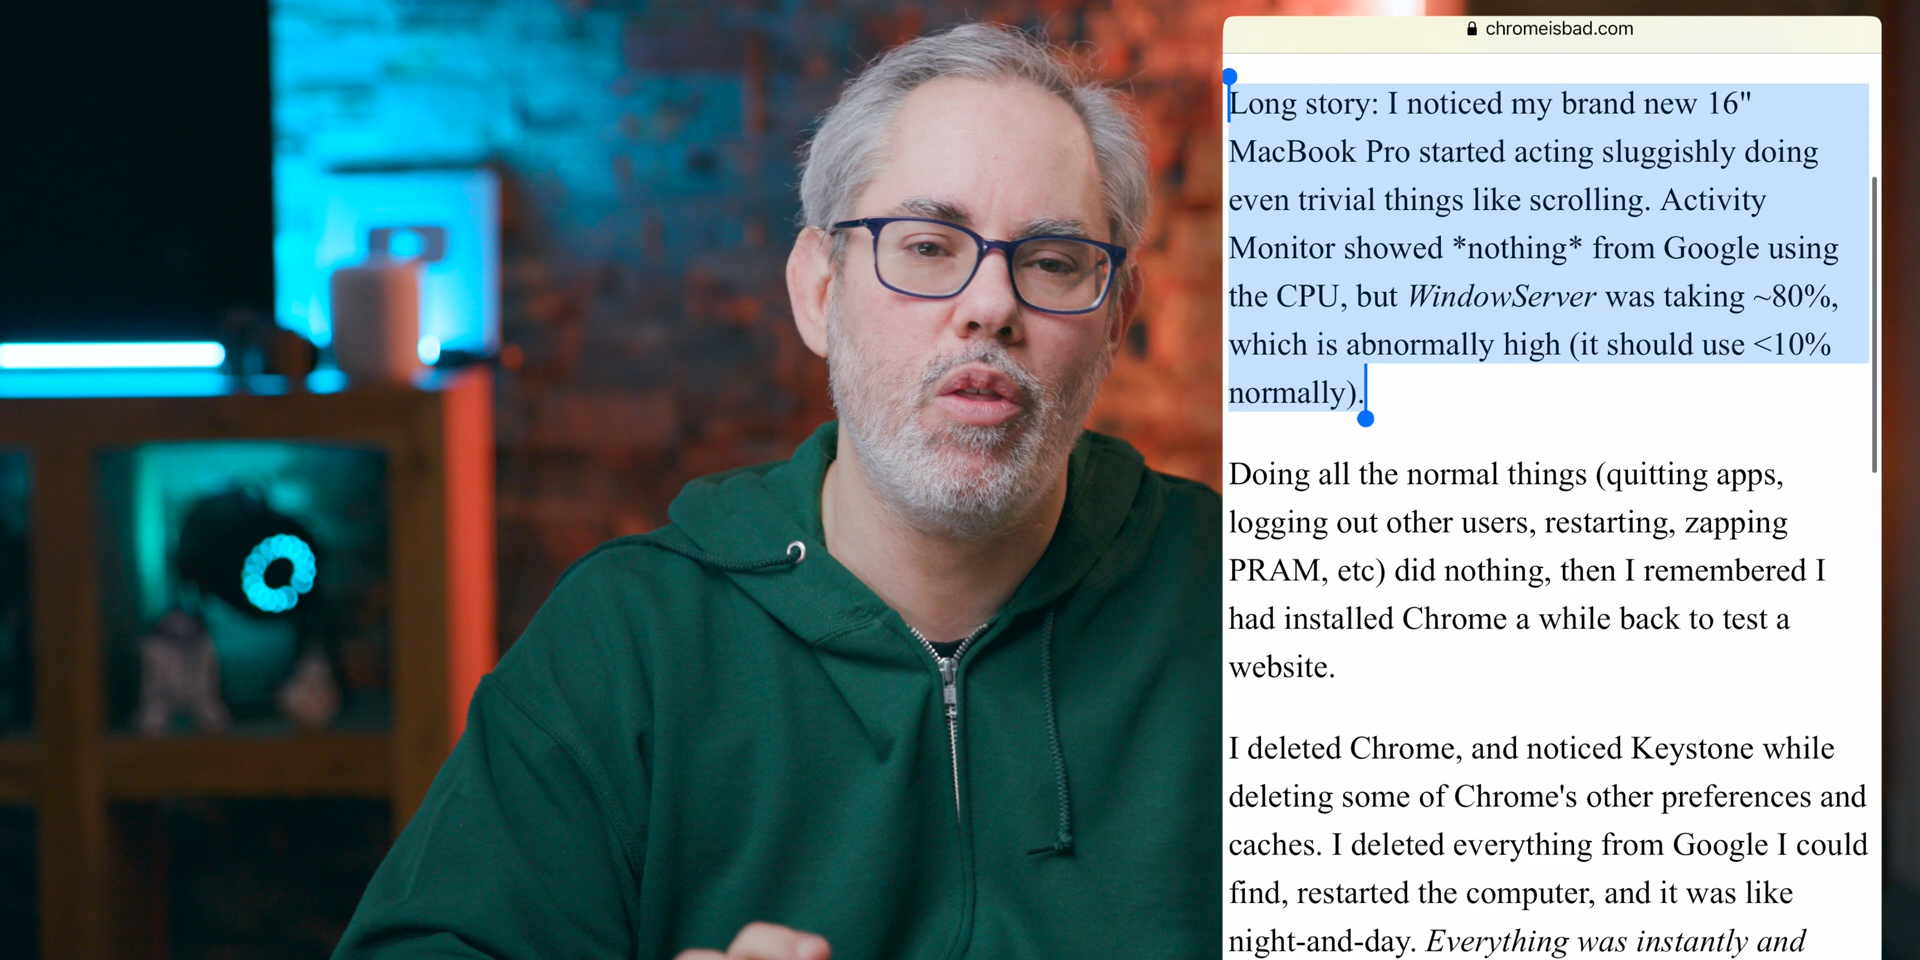 chromeisbad.com
Long story: I noticed my brand new 16"
MacBook Pro started acting sluggishly doing
even trivial things like scrolling. Activity
Monitor showed *nothing* from Google using
the CPU, but WindowServer was taking ~80%,
which is abnormally high (it should use <10%
normally).
Doing all the normal things (quitting apps,
logging out other users, restarting, zapping
PRAM, etc) did nothing, then I remembered I
had installed Chrome a while back to test a
website.
I deleted Chrome, and noticed Keystone while
deleting some of Chrome's other preferences and
caches. I deleted everything from Google I could
find, restarted the computer, and it was like
night-and-day. Everything was instantly and